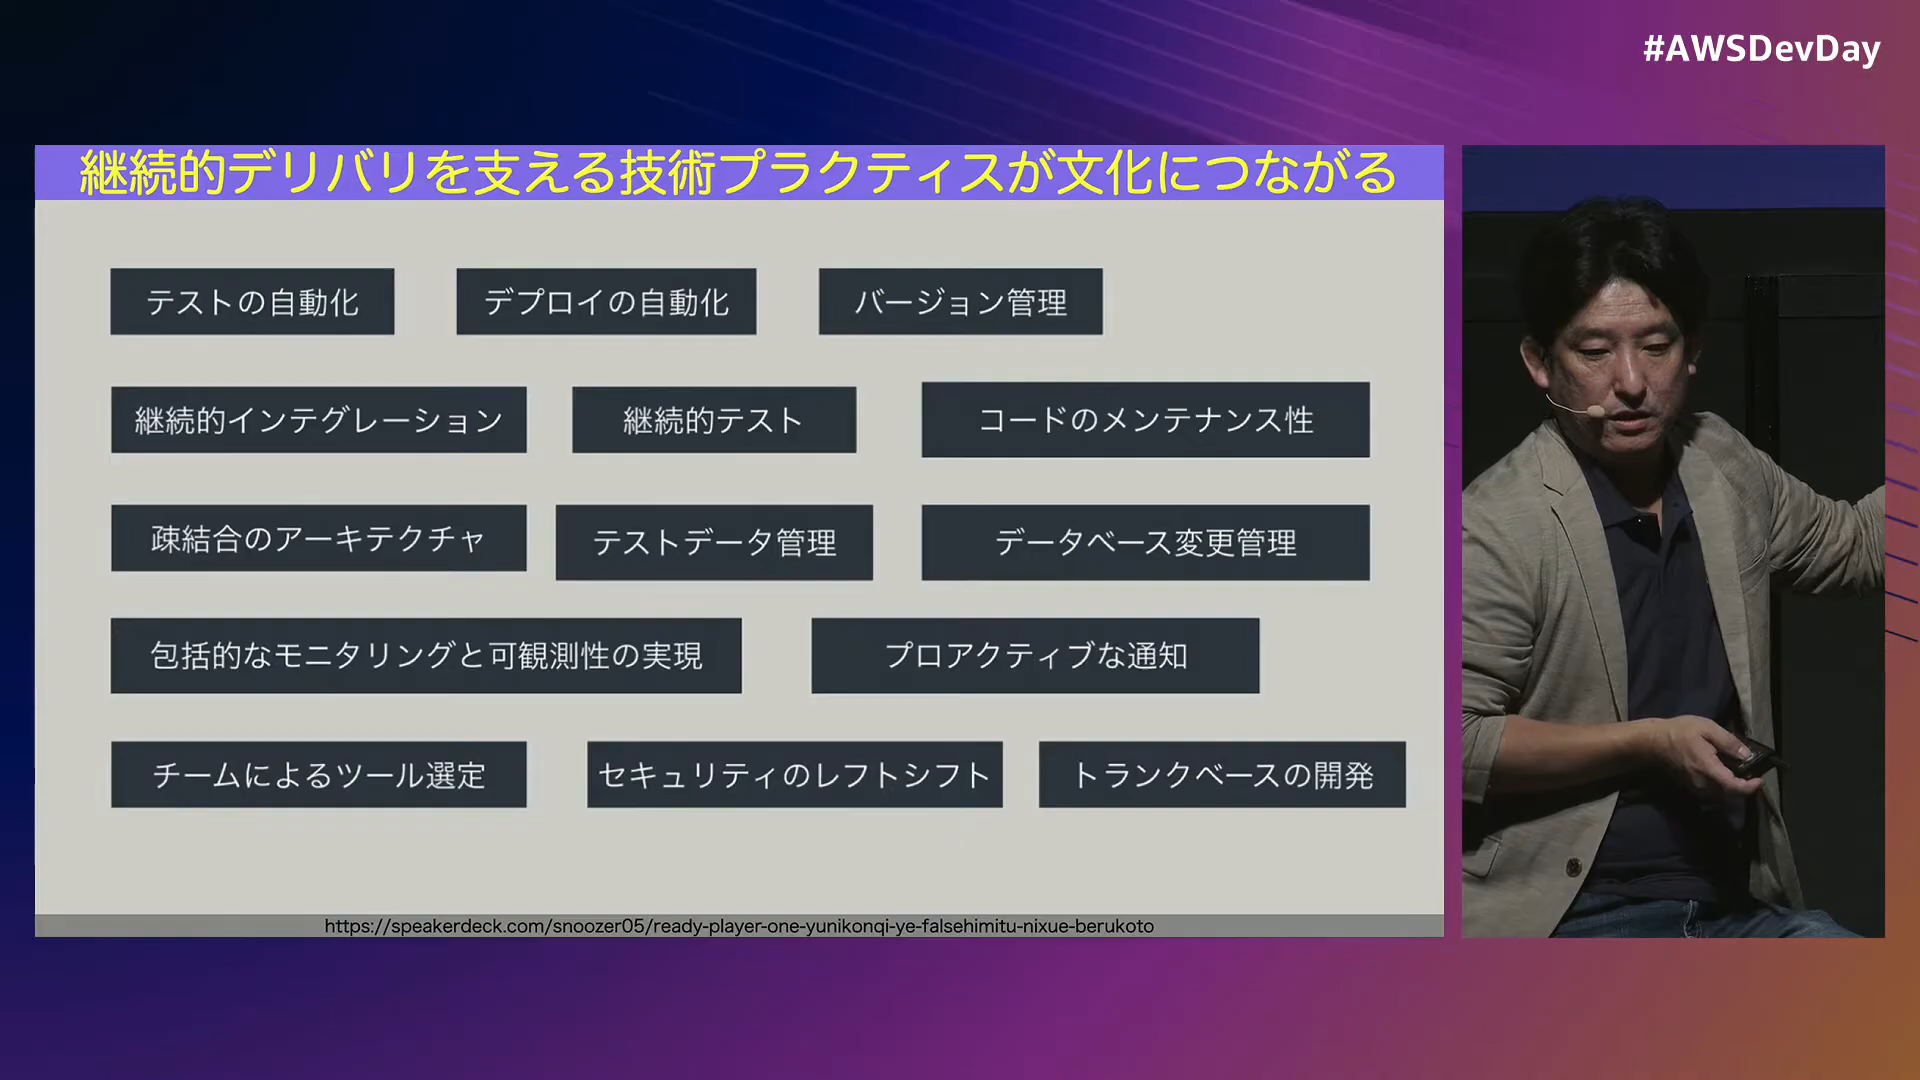 #AWSDevDay
継続的デリバリを支える技術プラクティスが文化につながる
テストの自動化
デプロイの自動化
バージョン管理
継続的インテグレーション
継続的テスト
コードのメンテナンス性
疎結合のアーキテクチャ
テストデータ管理
データベース変更管理
包括的なモニタリングと可観測性の実現
プロアクティブな通知
チームによるツール選定
セキュリティのレフトシフト
トランクベースの開発
https://speakerdeck.com/snoozer05/ready-player-one-yunikonqi-ye-falsehimitu-nixue-berukoto